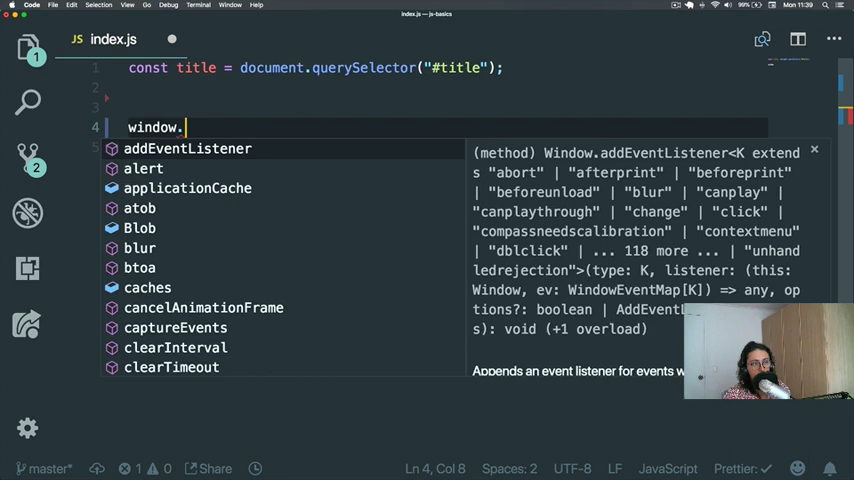 Code File Edit Selection View Go Debug Terminal Window Help 99% Mon 11:39
index.js — js-basics
JS index.js
1 const title = document.querySelector("#title");
2
3
4 window.
5
addEventListener
alert
applicationCache
atob
Blob
blur
btoa
caches
cancelAnimationFrame
captureEvents
clearInterval
clearTimeout
(method) Window.addEventListener<K extend
s "abort" | "afterprint" | "beforeprint"
| "beforeunload" | "blur" | "canplay" |
"canplaythrough" | "change" | "click" |
"compassneedscalibration" | "contextmenu"
| "dblclick" | ... 118 more ... | "unhan
dledrejection">(type: K, listener: (this:
Window, ev: WindowEventMap[K]) => any, op
tions?: boolean | AddEventL
s): void (+1 overload)
Appends an event listener for events w
1
2
master* 1 0 Share Ln 4, Col 8 Spaces: 2 UTF-8 LF JavaScript Prettier: ✓